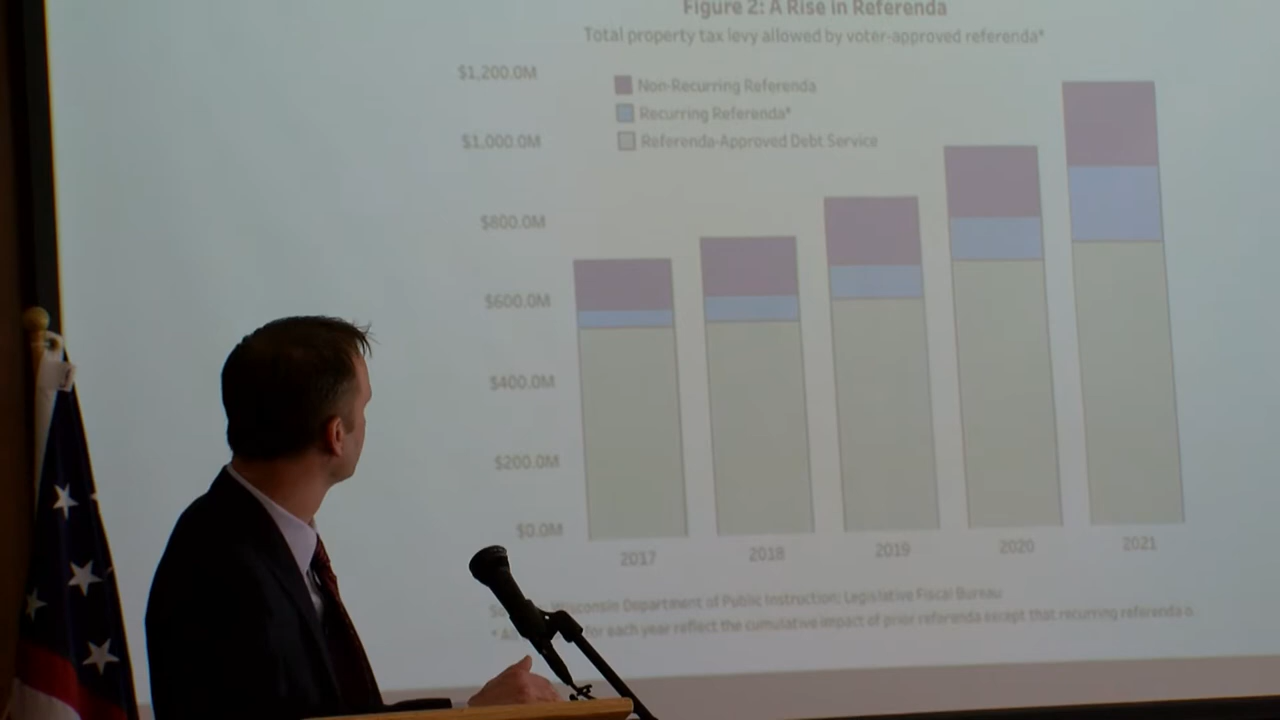 Figure 2: A Rise in Referenda
Total property tax levy allowed by voter-approved referenda*
$1,200.0M
Non-Recurring Referenda
Recurring Referenda*
$1,000.0M
Referenda-Approved Debt Service
$800.0M
$600.0M
$400.0M
$200.0M
$0.0M
2017
2018
2019
2020
2021
Wisconsin Department of Public Instruction; Legislative Fiscal Bureau
* for each year reflect the cumulative impact of prior referenda except that recurring referenda